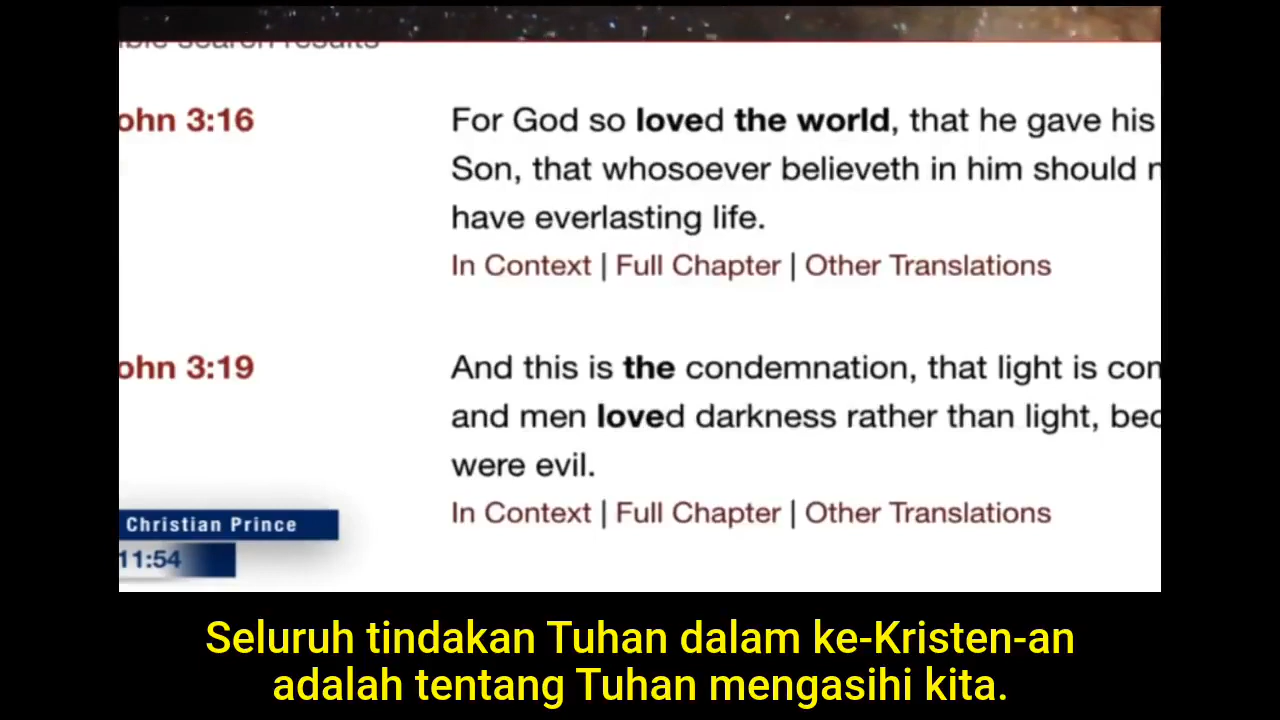 ble search results
ohn 3:16
For God so loved the world, that he gave his
Son, that whosoever believeth in him should
have everlasting life.
In Context | Full Chapter | Other Translations
ohn 3:19
And this is the condemnation, that light is
and men loved darkness rather than light,
were evil.
In Context | Full Chapter | Other Translations
Christian Prince
11:54
Seluruh tindakan Tuhan dalam ke-Kristen-an
adalah tentang Tuhan mengasihi kita.